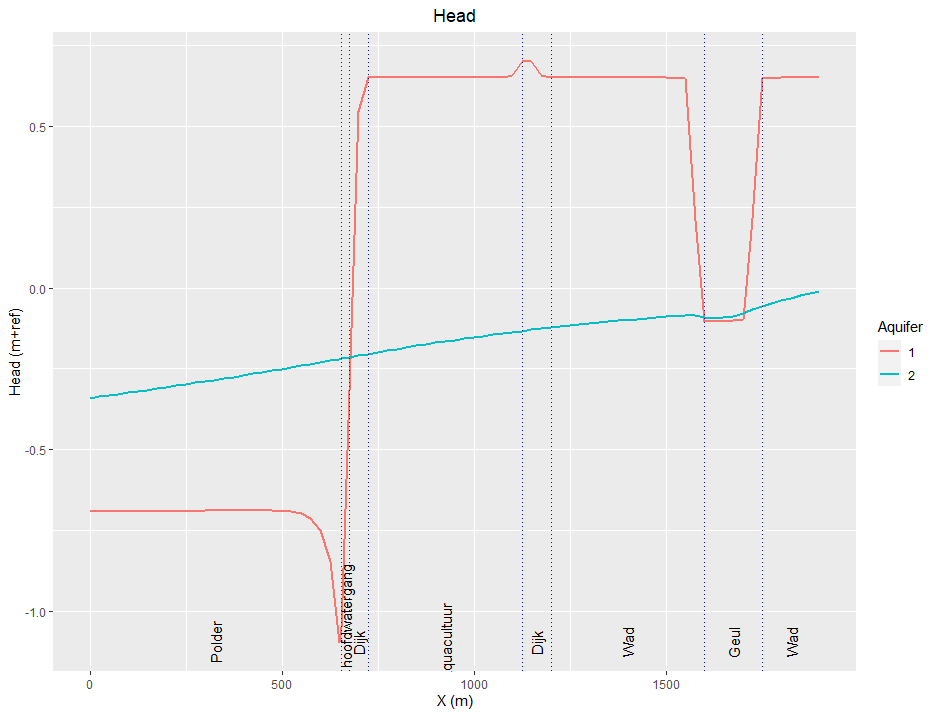 Head
Head (m+ref)
0.5
0.0
-0.5
-1.0
Polder
hoofdwatergang
Dijk
quacultuur
Dijk
Wad
Geul
Wad
0
500
1000
1500
X (m)
Aquifer
1
2